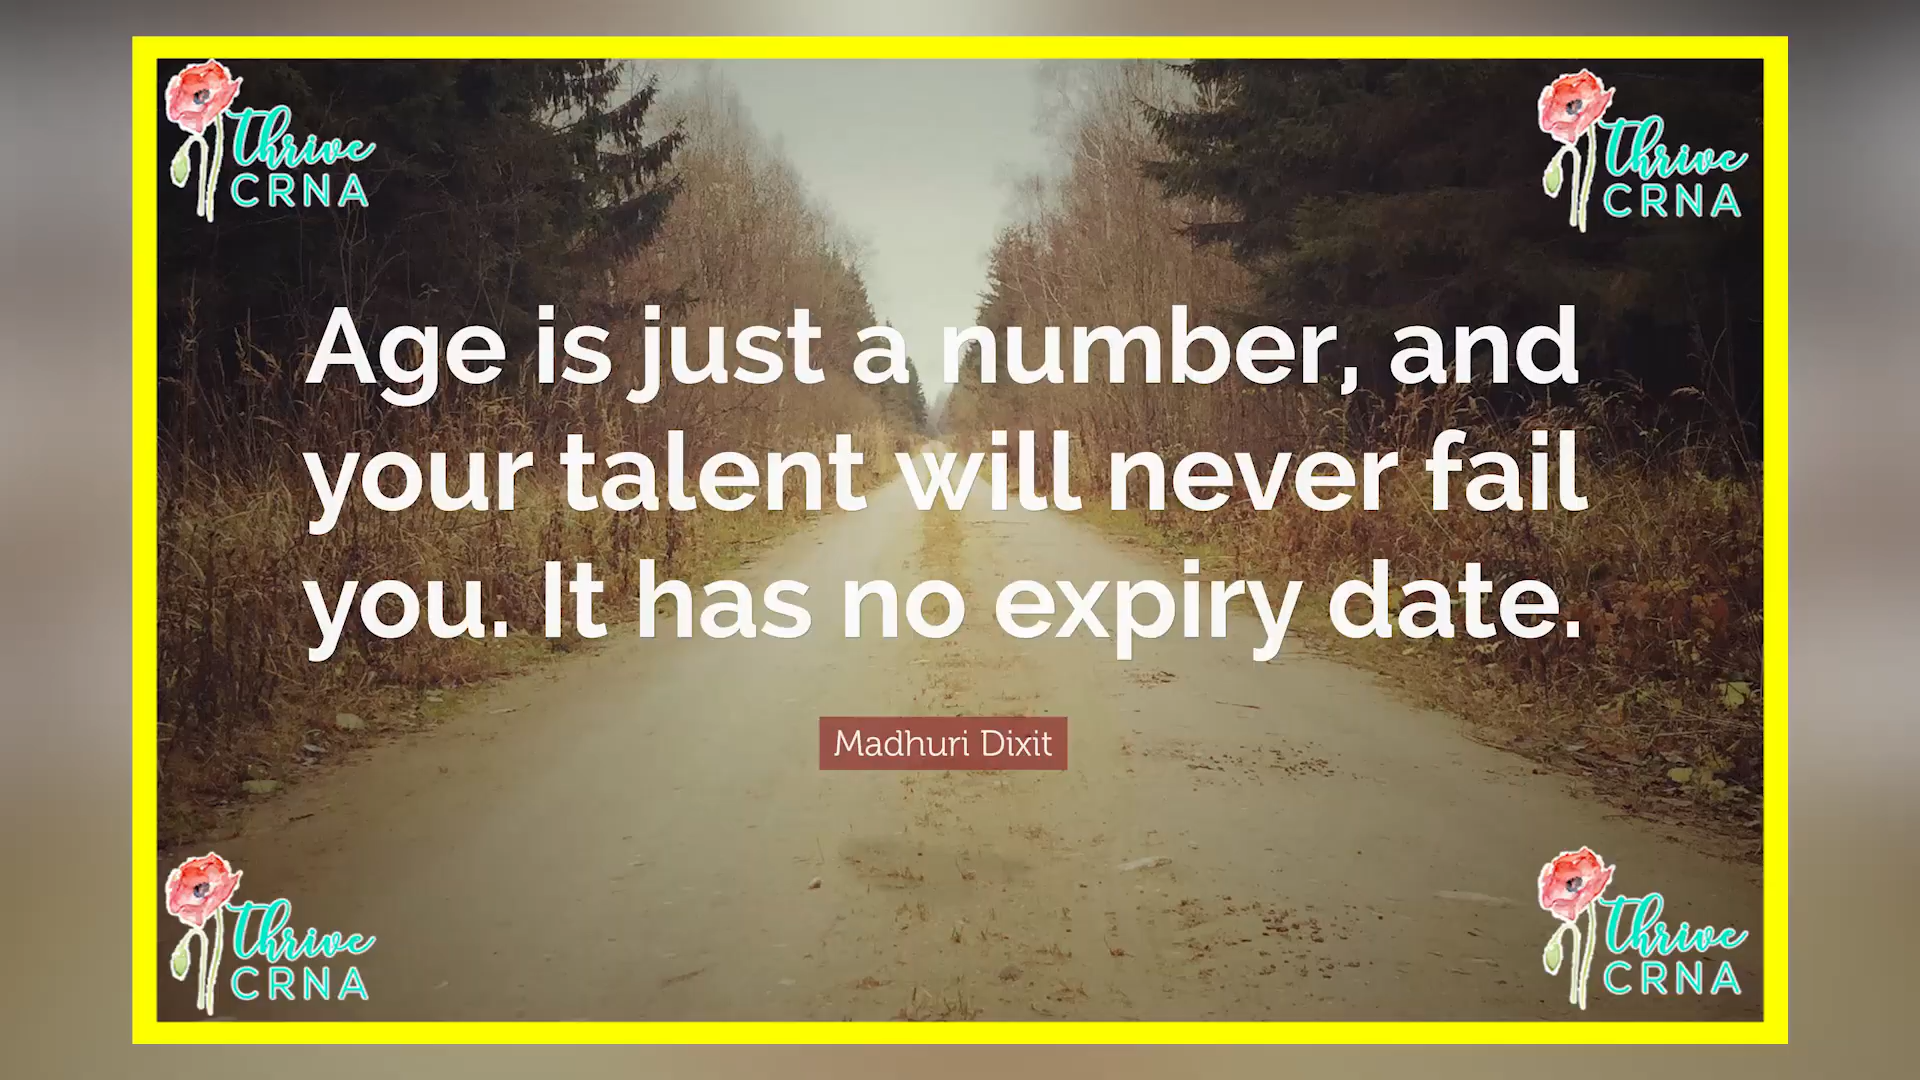 Thrive
CRNA
Thrive
CRNA
Age is just a number, and
your talent will never fail
you. It has no expiry date.
Madhuri Dixit
Thrive
CRNA
Thrive
CRNA